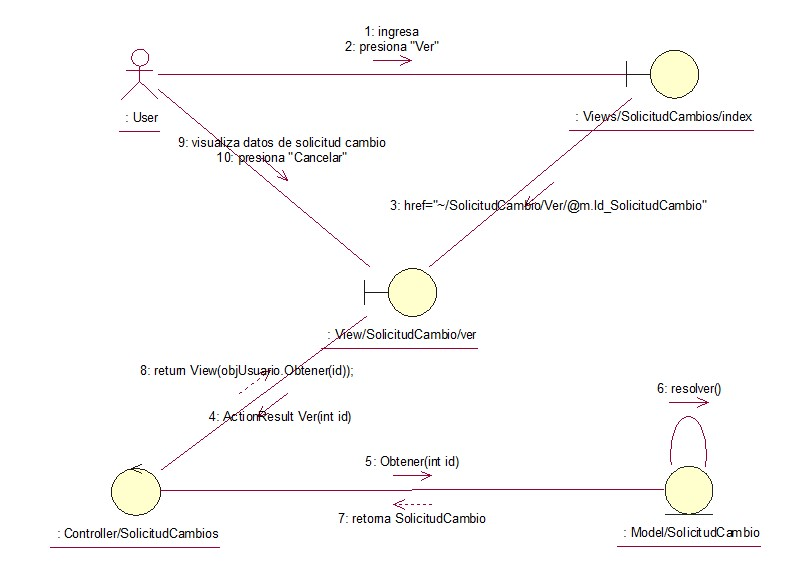 1: ingresa
2: presiona "Ver"
: User
: Views/SolicitudCambios/index
9: visualiza datos de solicitud cambio
10: presiona "Cancelar"
3: href="~/SolicitudCambio/Ver/@m.Id_SolicitudCambio"
: View/SolicitudCambio/ver
8: return View(objUsuario.Obtener(id));
4: ActionResult Ver(int id)
6: resolver()
5: Obtener(int id)
7: retorna SolicitudCambio
: Controller/SolicitudCambios
: Model/SolicitudCambio